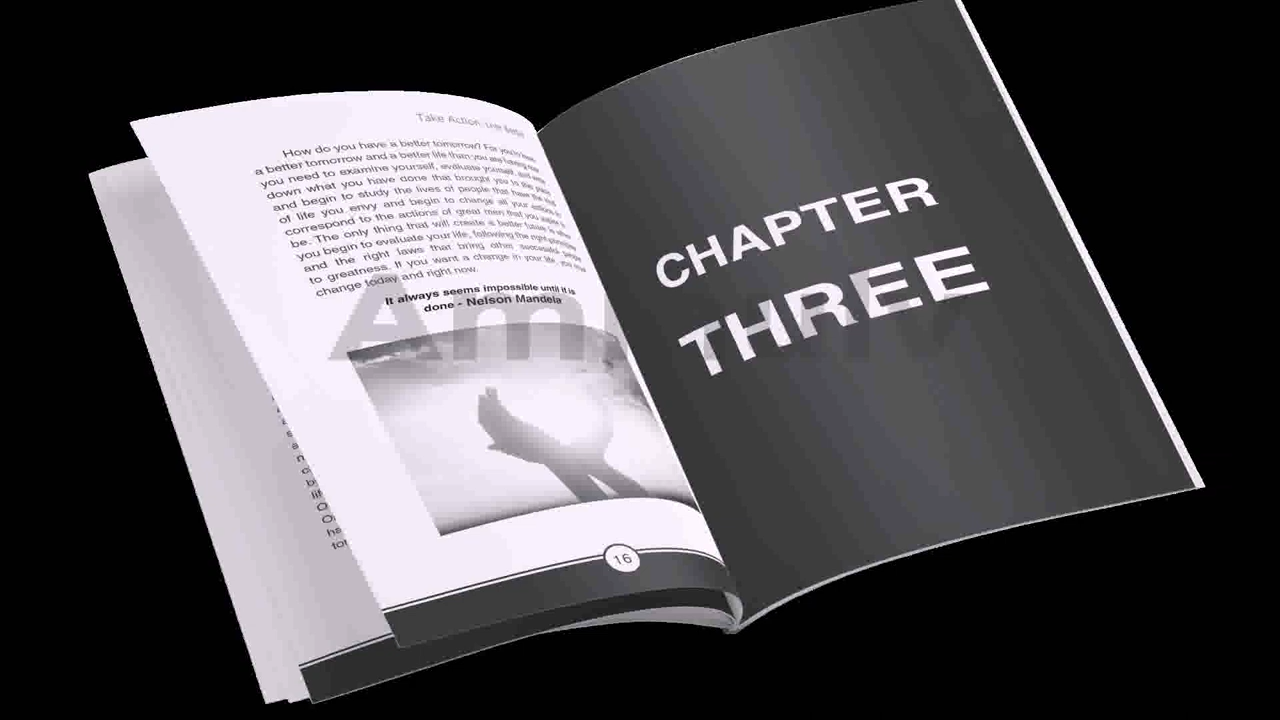 Take Action. Live Better
How do you have a better tomorrow? For you to have
a better tomorrow and a better life than you are having now
you need to examine yourself, evaluate yourself, and write
down what you have done that brought you to this place
and begin to study the lives of people that have the kind
of life you envy and begin to change all your actions to
correspond to the actions of great men that you
be. The only thing that will create a better future is when
you begin to evaluate your life, following the right
and the right laws that bring other successful people
to greatness. If you want a change in your life, you must
change today and right now.
It always seems impossible until it is
done - Nelson Mandela
16
CHAPTER
THREE